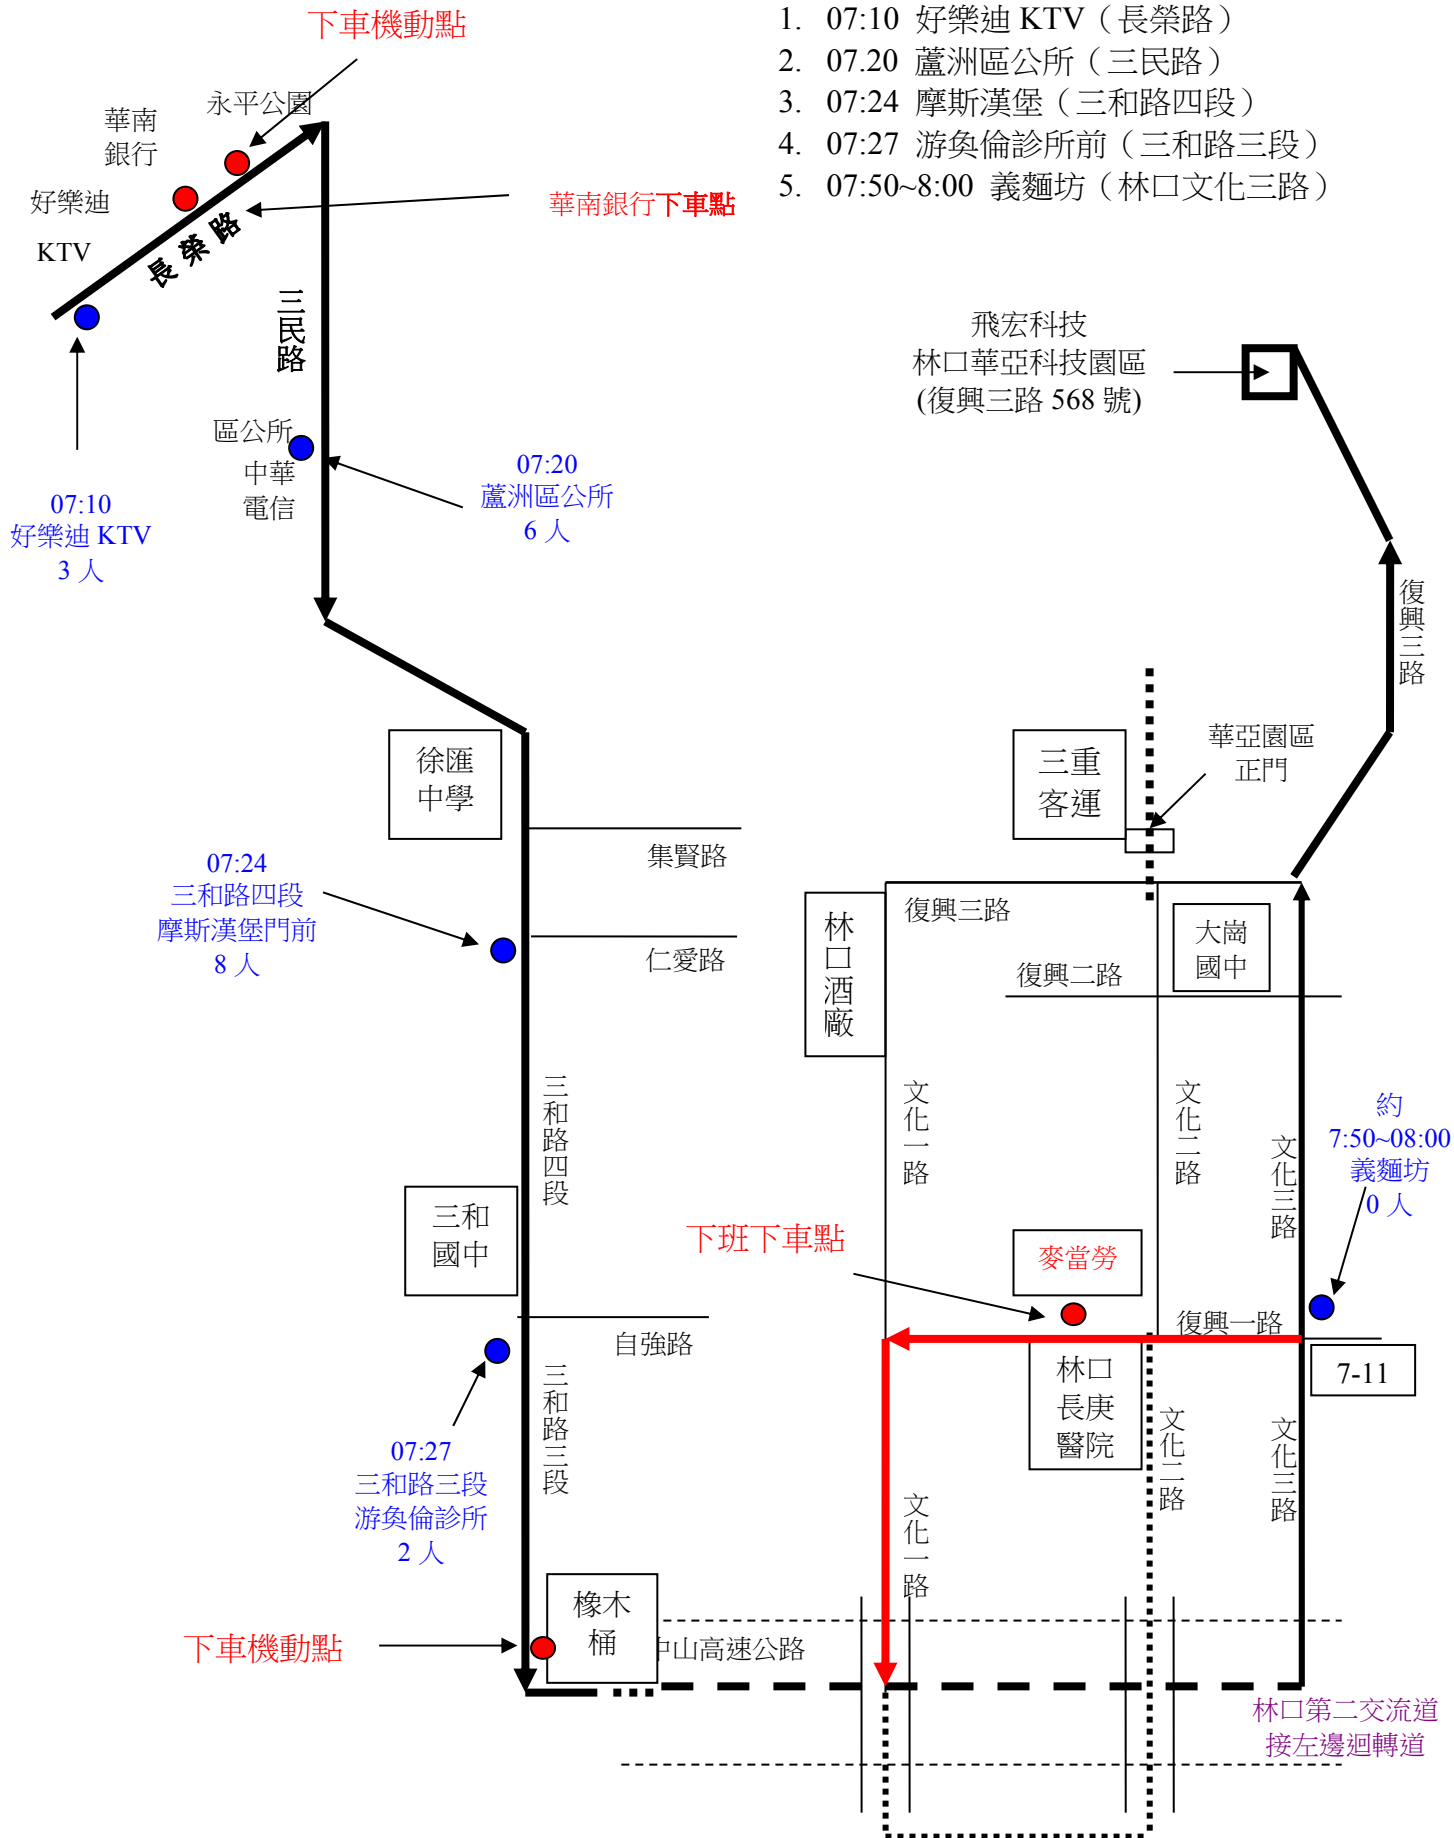 下車機動點
1. 07:10 好樂迪 KTV（長榮路）
2. 07.20 蘆洲區公所（三民路）
3. 07:24 摩斯漢堡（三和路四段）
4. 07:27 游奐倫診所前（三和路三段）
5. 07:50~8:00 義麵坊（林口文化三路）
永平公園
華南
銀行
好樂迪
KTV
長榮路
華南銀行下車點
三民路
飛宏科技
林口華亞科技園區
(復興三路 568 號)
區公所
中華
電信
07:20
蘆洲區公所
6 人
07:10
好樂迪 KTV
3 人
復興三路
徐匯
中學
三重
客運
華亞園區
正門
集賢路
07:24
三和路四段
摩斯漢堡門前
8 人
仁愛路
林口酒廠
復興三路
大崗
國中
復興二路
三和路四段
文化一路
文化二路
文化三路
約
7:50~08:00
義麵坊
0 人
三和
國中
下班下車點
麥當勞
復興一路
自強路
7-11
林口
長庚
醫院
三和路三段
07:27
三和路三段
游奐倫診所
2 人
文化一路
文化二路
文化三路
橡木
桶
下車機動點
中山高速公路
林口第二交流道
接左邊迴轉道